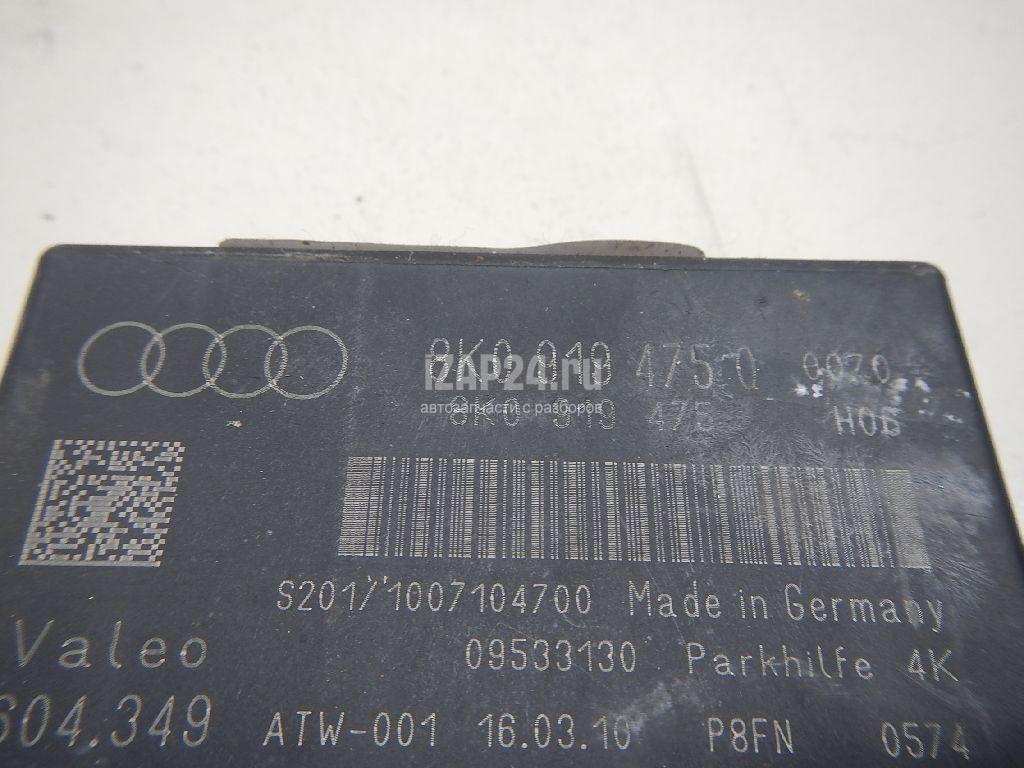 8K0 919 475 Q 0070
8K0 919 475 H06
iZAP24.ru
автозапчасти с разборов
S201/1007104700 Made in Germany
Valeo 09533130 Parkhilfe 4K
604.349 ATW-001 16.03.10 P8FN 0574